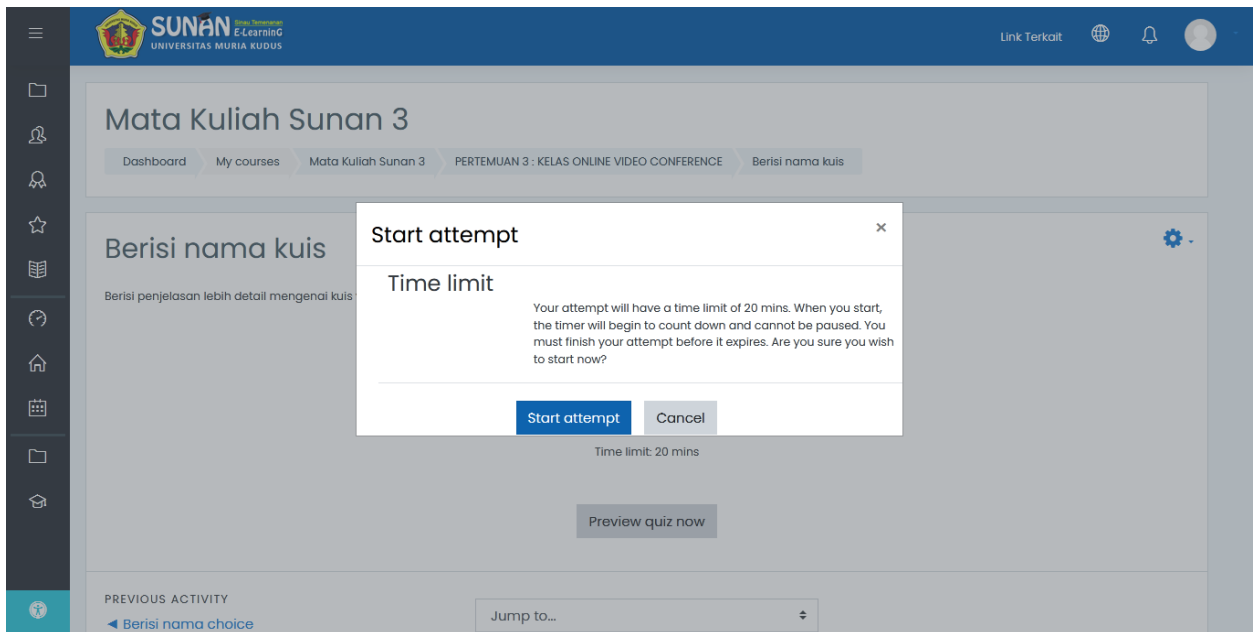 SUNAN Sinau Temenanan
E-LearninG
UNIVERSITAS MURIA KUDUS
Link Terkait
Mata Kuliah Sunan 3
Dashboard My courses Mata Kuliah Sunan 3 PERTEMUAN 3 : KELAS ONLINE VIDEO CONFERENCE Berisi nama kuis
Berisi nama kuis
Berisi penjelasan lebih detail mengenai kuis
Start attempt ×
Time limit
Your attempt will have a time limit of 20 mins. When you start,
the timer will begin to count down and cannot be paused. You
must finish your attempt before it expires. Are you sure you wish
to start now?
Start attempt Cancel
Time limit: 20 mins
Preview quiz now
PREVIOUS ACTIVITY
◄ Berisi nama choice
Jump to...